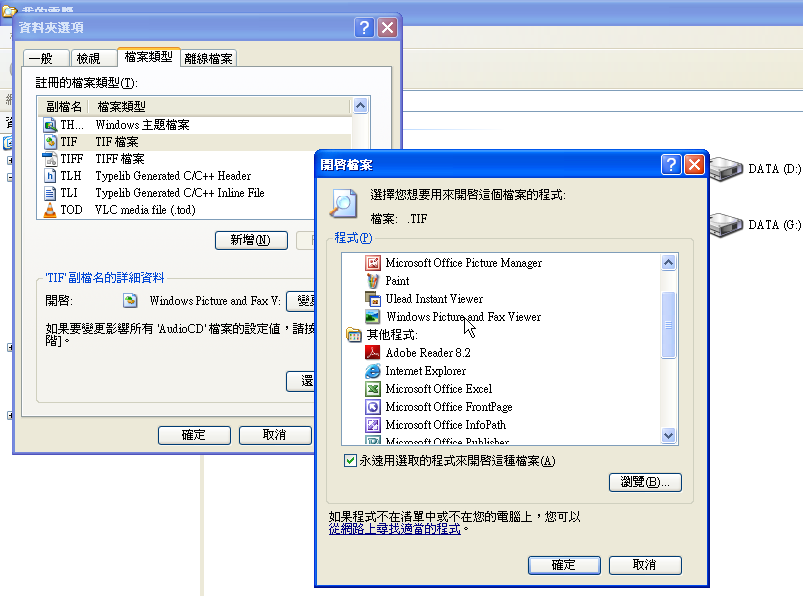 我的電腦
資料夾選項
一般
檢視
檔案類型
離線檔案
註冊的檔案類型(T):
副檔名 檔案類型
TH... Windows 主題檔案
TIF TIF 檔案
TIFF TIFF 檔案
TLH Typelib Generated C/C++ Header
TLI Typelib Generated C/C++ Inline File
TOD VLC media file (.tod)
新增(N)
'TIF' 副檔名的詳細資料
開啓: Windows Picture and Fax V:
如果要變更影響所有 'AudioCD' 檔案的設定值，請按
階]。
還
確定 取消
開啓檔案
選擇您想要用來開啓這個檔案的程式:
檔案: .TIF
程式(P)
Microsoft Office Picture Manager
Paint
Ulead Instant Viewer
Windows Picture and Fax Viewer
其他程式:
Adobe Reader 8.2
Internet Explorer
Microsoft Office Excel
Microsoft Office FrontPage
Microsoft Office InfoPath
Microsoft Office Publisher
永遠用選取的程式來開啓這種檔案(A)
瀏覽(B)...
如果程式不在清單中或不在您的電腦上，您可以
從網路上尋找適當的程式。
確定 取消
DATA (D:)
DATA (G:)